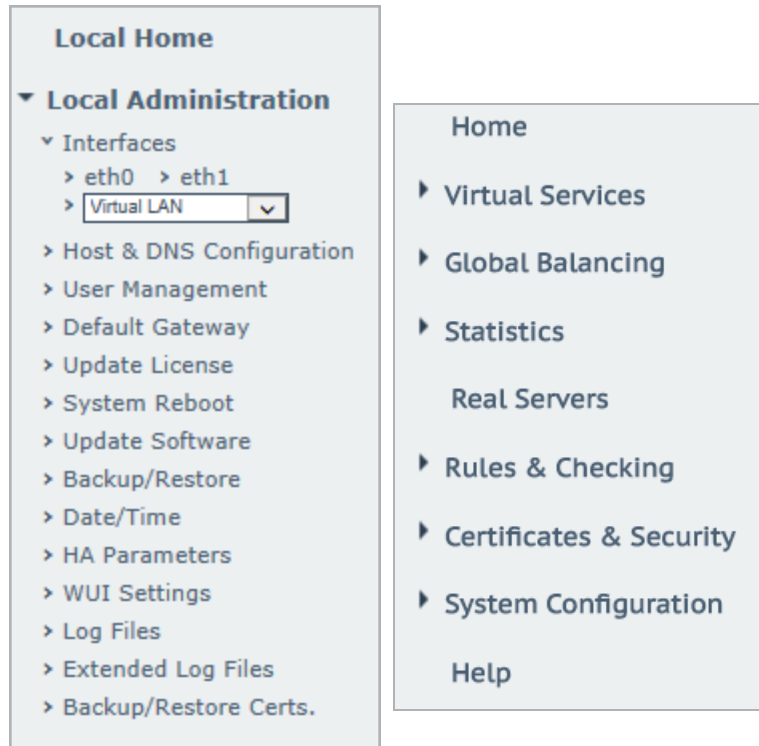 Local Home
Local Administration
Interfaces
eth0 eth1
Virtual LAN
Host & DNS Configuration
User Management
Default Gateway
Update License
System Reboot
Update Software
Backup/Restore
Date/Time
HA Parameters
WUI Settings
Log Files
Extended Log Files
Backup/Restore Certs.
Home
Virtual Services
Global Balancing
Statistics
Real Servers
Rules & Checking
Certificates & Security
System Configuration
Help